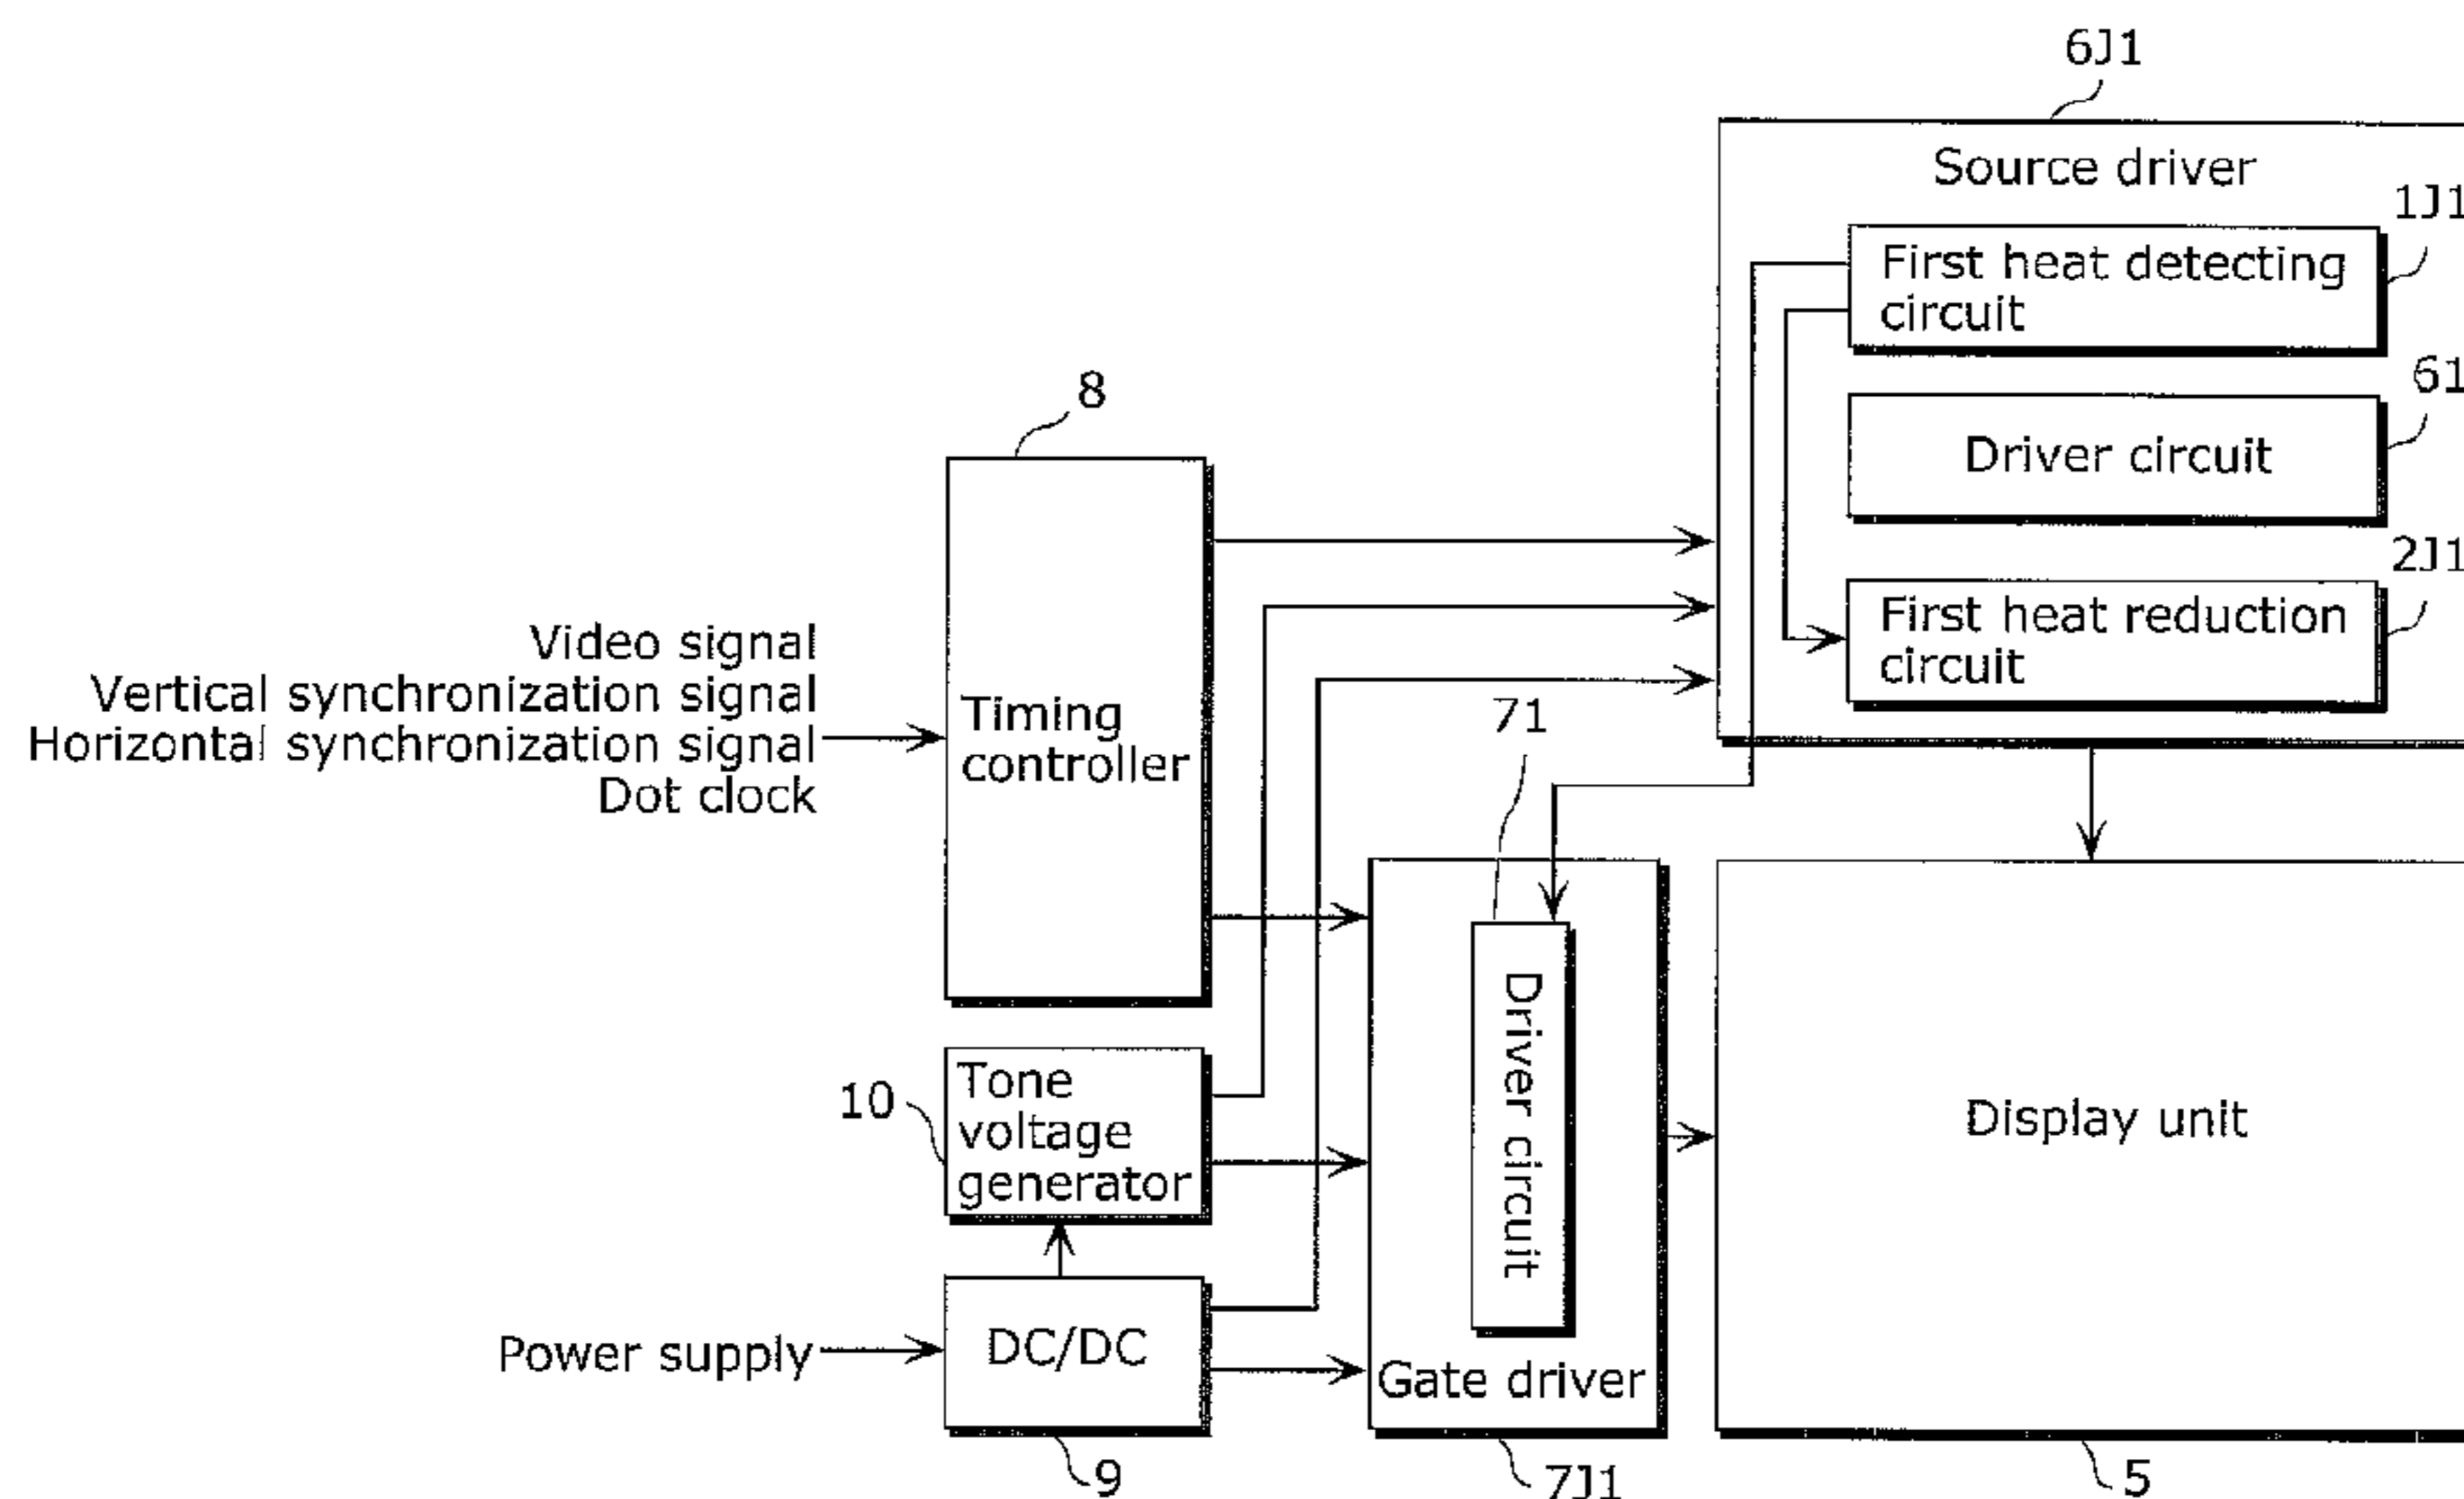 6J1
Source driver
1J1
First heat detecting
circuit
61
Driver circuit
2J1
First heat reduction
circuit
8
Timing
controller
Video signal
Vertical synchronization signal
Horizontal synchronization signal
Dot clock
71
Driver circuit
Gate driver
7J1
10
Tone
voltage
generator
Power supply
DC/DC
9
Display unit
5